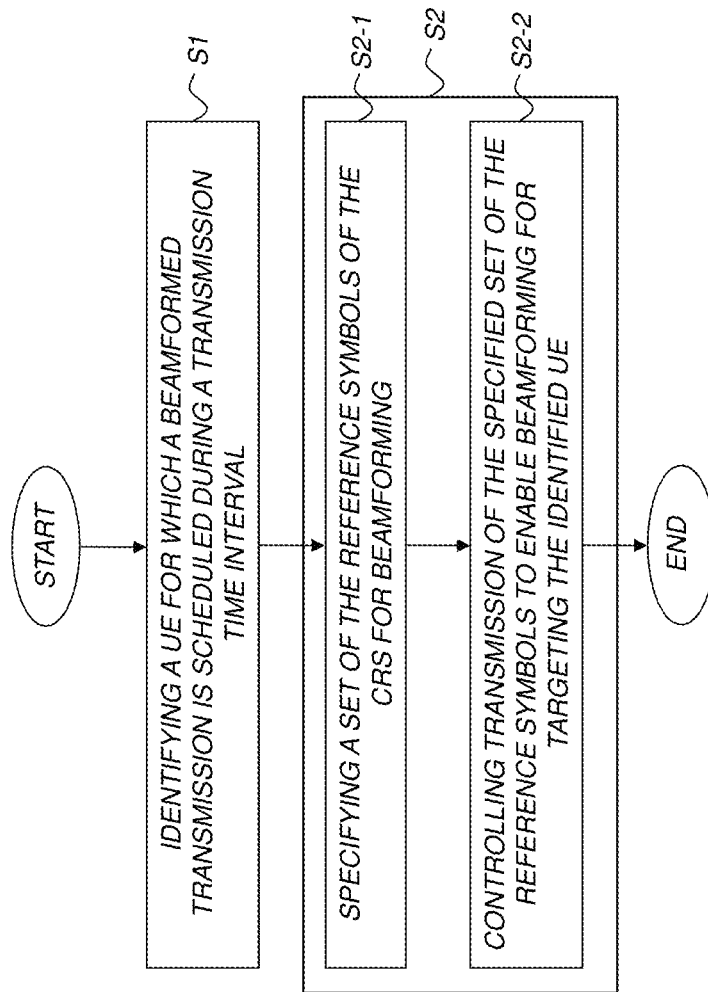 START
IDENTIFYING A UE FOR WHICH A BEAMFORMED
TRANSMISSION IS SCHEDULED DURING A TRANSMISSION
TIME INTERVAL
S1
SPECIFYING A SET OF THE REFERENCE SYMBOLS OF THE
CRS FOR BEAMFORMING
S2-1
S2
CONTROLLING TRANSMISSION OF THE SPECIFIED SET OF THE
REFERENCE SYMBOLS TO ENABLE BEAMFORMING FOR
TARGETING THE IDENTIFIED UE
S2-2
END